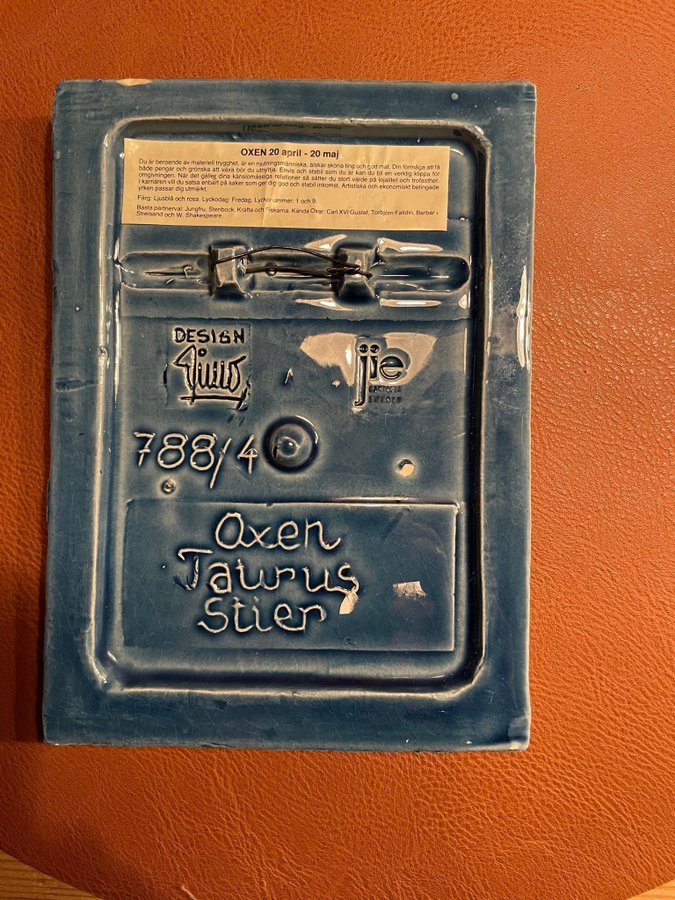 OXEN 20 april - 20 maj
Du är beroende av materiell trygghet, är en njutningsmänniska, älskar sköna ting och god mat. Din förmåga att få
både pengar och grönska att växa bör du utnyttja. Envis och stabil som du är kan du bli en verklig klippa för
omgivningen. När det gäller dina känslomässiga relationer så sätter du stort värde på lojalitet och trofasthet.
I karriären vill du satsa enbart på saker som ger dig god och stabil inkomst. Artistiska och ekonomiskt betingade
yrken passar dig utmärkt.
Färg: Ljusblå och rosa. Lyckodag: Fredag. Lyckonummer: 1 och 9.
Bästa partnerval: Jungfru, Stenbock, Kräfta och Fiskarna. Kända Oxar: Carl XVI Gustaf, Torbjörn Fälldin, Barbar
Streisand och W. Shakespeare.
DESIGN
jie
788/4
Oxen
Taurus
Stier